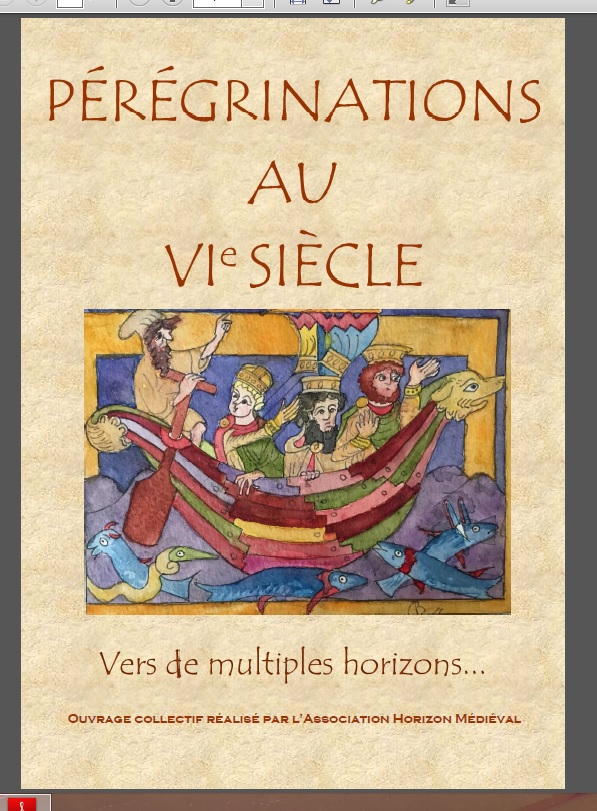 PÉRÉGRINATIONS
AU
VIe SIÈCLE
Vers de multiples horizons...
OUVRAGE COLLECTIF RÉALISÉ PAR L'ASSOCIATION HORIZON MÉDIÉVAL